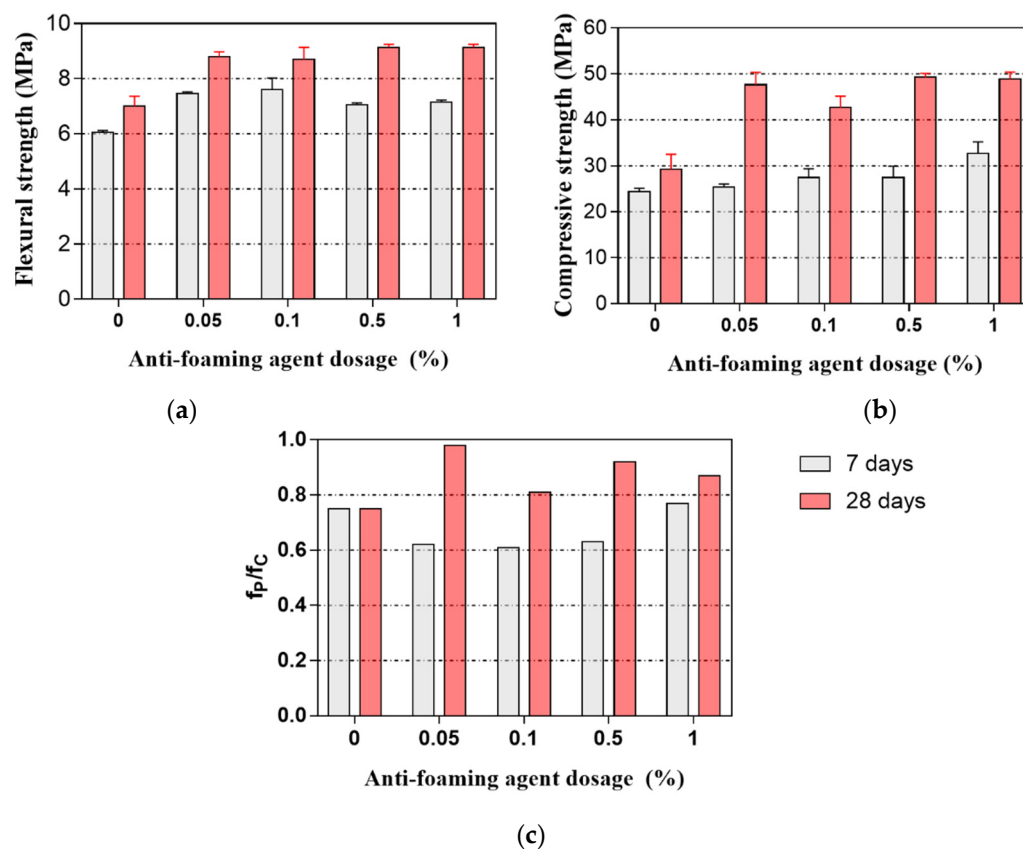 Flexural strength (MPa)
10
8
6
4
2
0
0 0.05 0.1 0.5 1
Anti-foaming agent dosage (%)
(a)
Compressive strength (MPa)
60
50
40
30
20
10
0
0 0.05 0.1 0.5 1
Anti-foaming agent dosage (%)
(b)
fP/fC
1.0
0.8
0.6
0.4
0.2
0.0
0 0.05 0.1 0.5 1
Anti-foaming agent dosage (%)
(c)
7 days
28 days